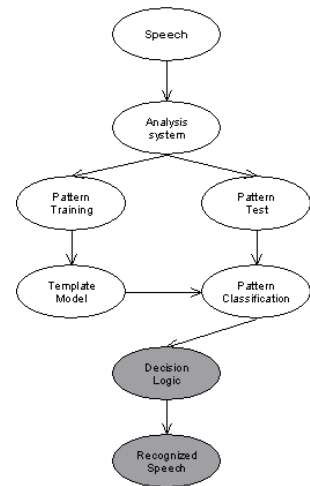 Speech
Analysis
system
Pattern
Training
Pattern
Test
Template
Model
Pattern
Classification
Decision
Logic
Recognized
Speech